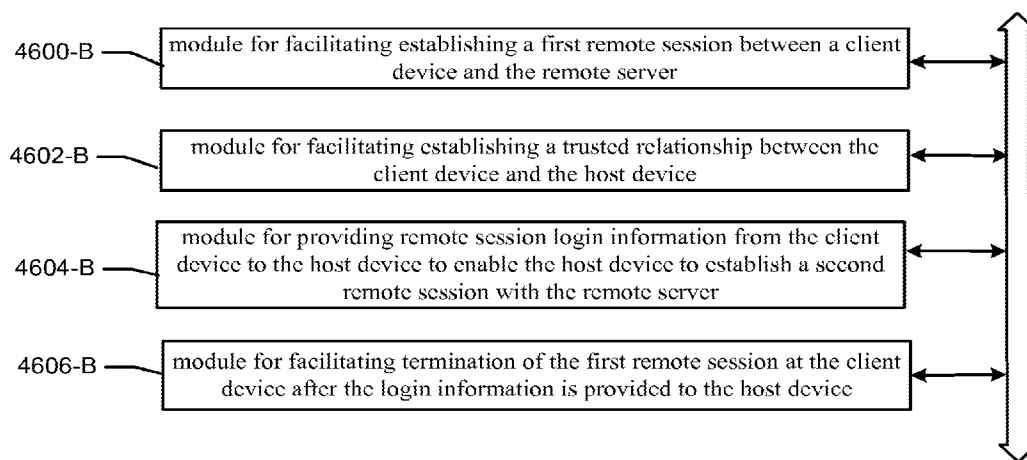 4600-B
module for facilitating establishing a first remote session between a client
device and the remote server
4602-B
module for facilitating establishing a trusted relationship between the
client device and the host device
4604-B
module for providing remote session login information from the client
device to the host device to enable the host device to establish a second
remote session with the remote server
4606-B
module for facilitating termination of the first remote session at the client
device after the login information is provided to the host device